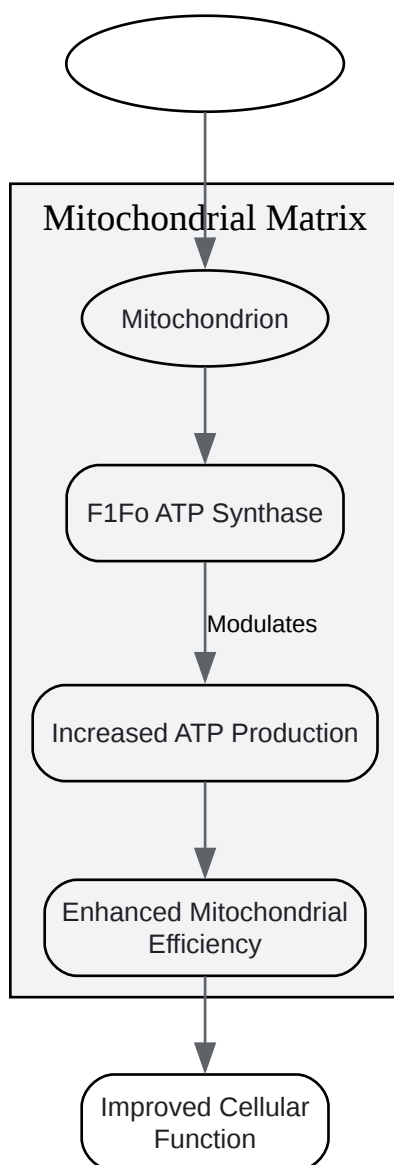 Mitochondrial Matrix
Mitochondrion
F1Fo ATP Synthase
Modulates
Increased ATP Production
Enhanced Mitochondrial
Efficiency
Improved Cellular
Function